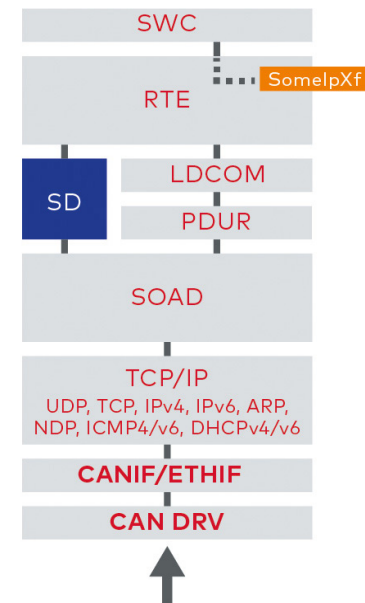 SWC
SomeIpXf
RTE
LDCOM
SD
PDUR
SOAD
TCP/IP
UDP, TCP, IPv4, IPv6, ARP,
NDP, ICMP4/v6, DHCPv4/v6
CANIF/ETHIF
CAN DRV